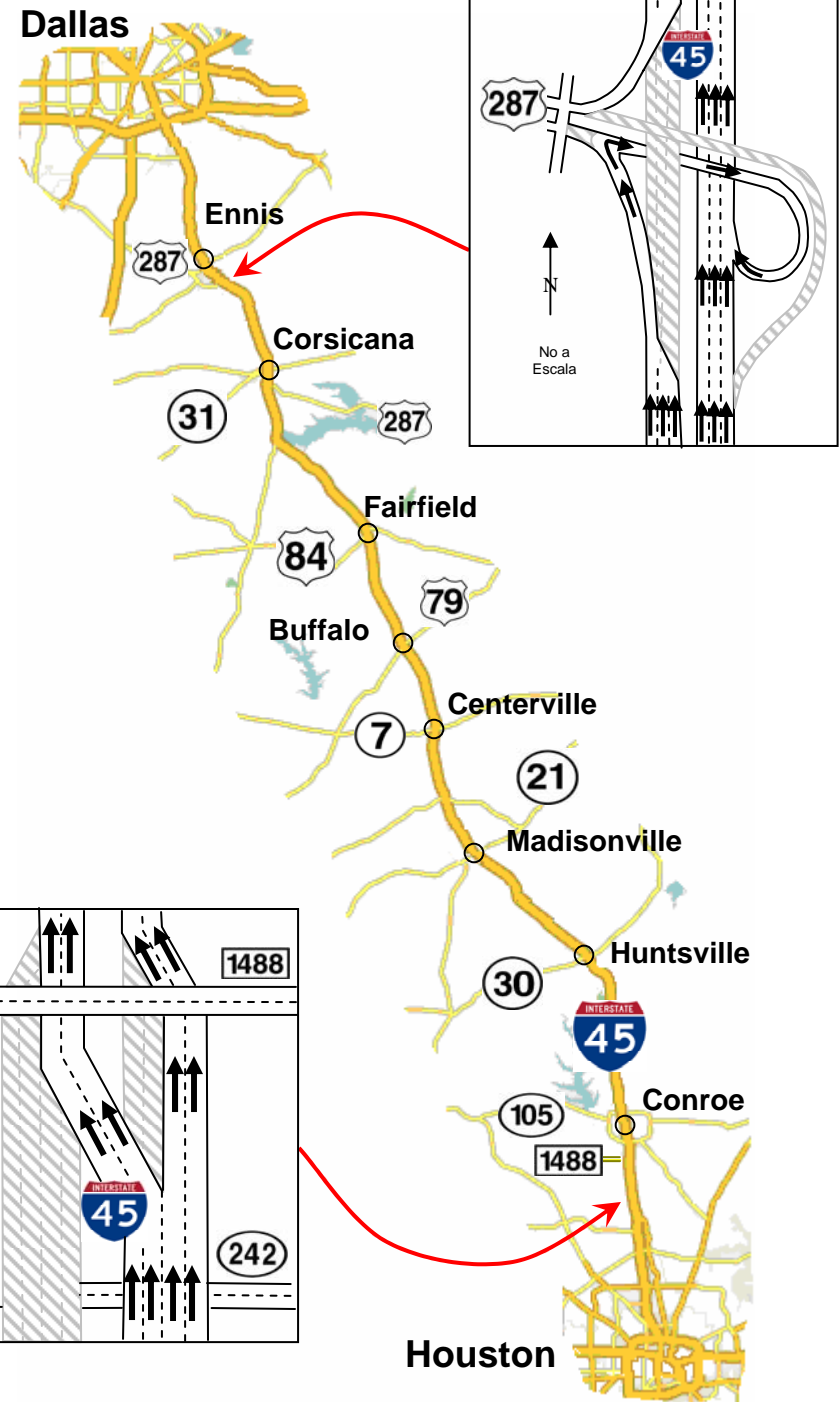 Dallas
INTERSTATE
45
287
N
No a
Escala
Ennis
287
Corsicana
31
287
Fairfield
84
79
Buffalo
Centerville
7
21
Madisonville
Huntsville
30
INTERSTATE
45
Conroe
105
1488
1488
INTERSTATE
45
242
Houston